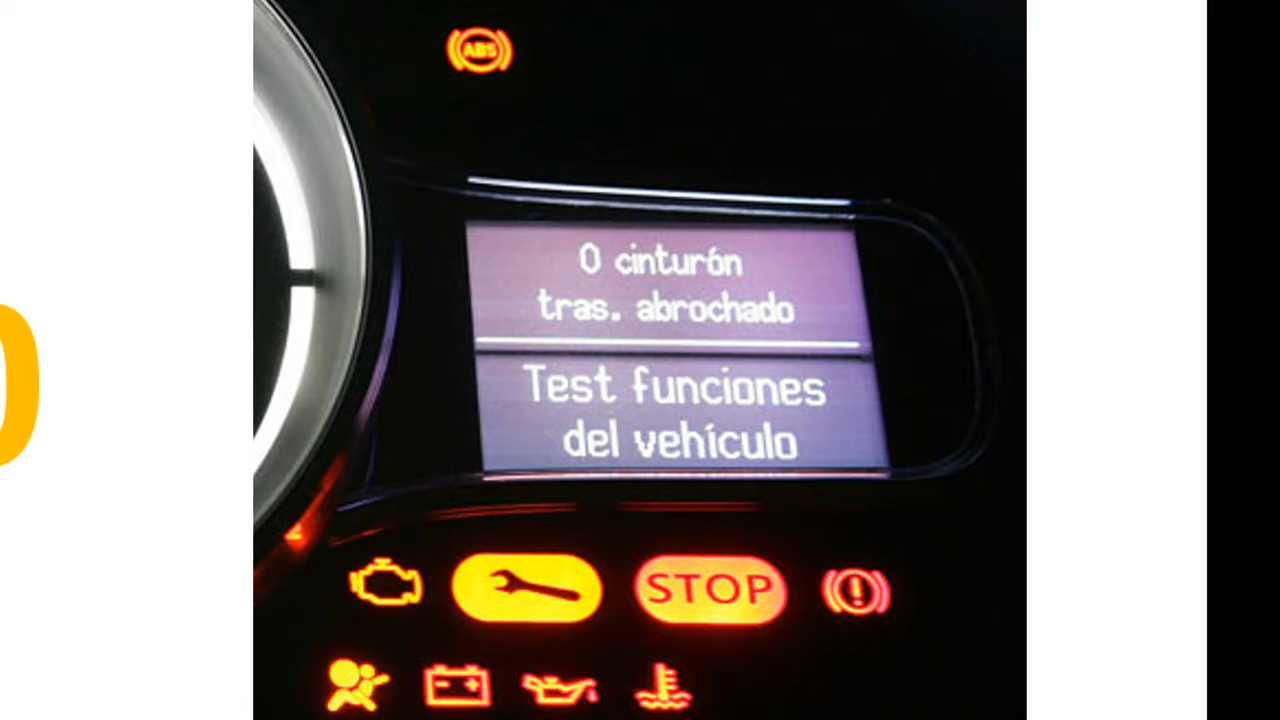 ABS
0 cinturón
tras. abrochado
Test funciones
del vehículo
STOP